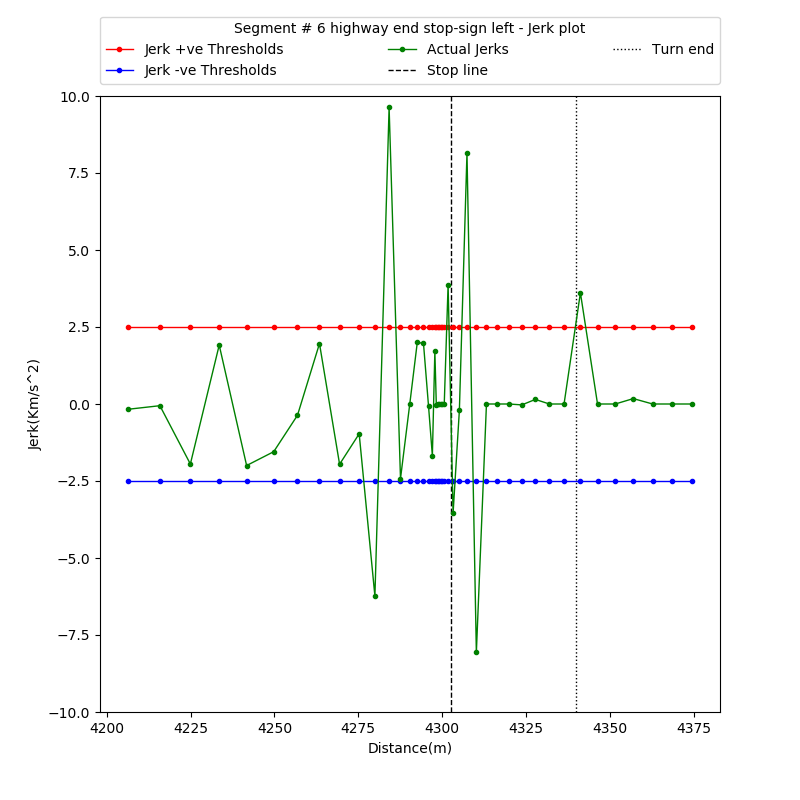 Segment # 6 highway end stop-sign left - Jerk plot
Jerk +ve Thresholds
Jerk -ve Thresholds
Actual Jerks
Stop line
Turn end
10.0
7.5
5.0
2.5
0.0
−2.5
−5.0
−7.5
−10.0
Jerk(Km/s^2)
4200
4225
4250
4275
4300
4325
4350
4375
Distance(m)